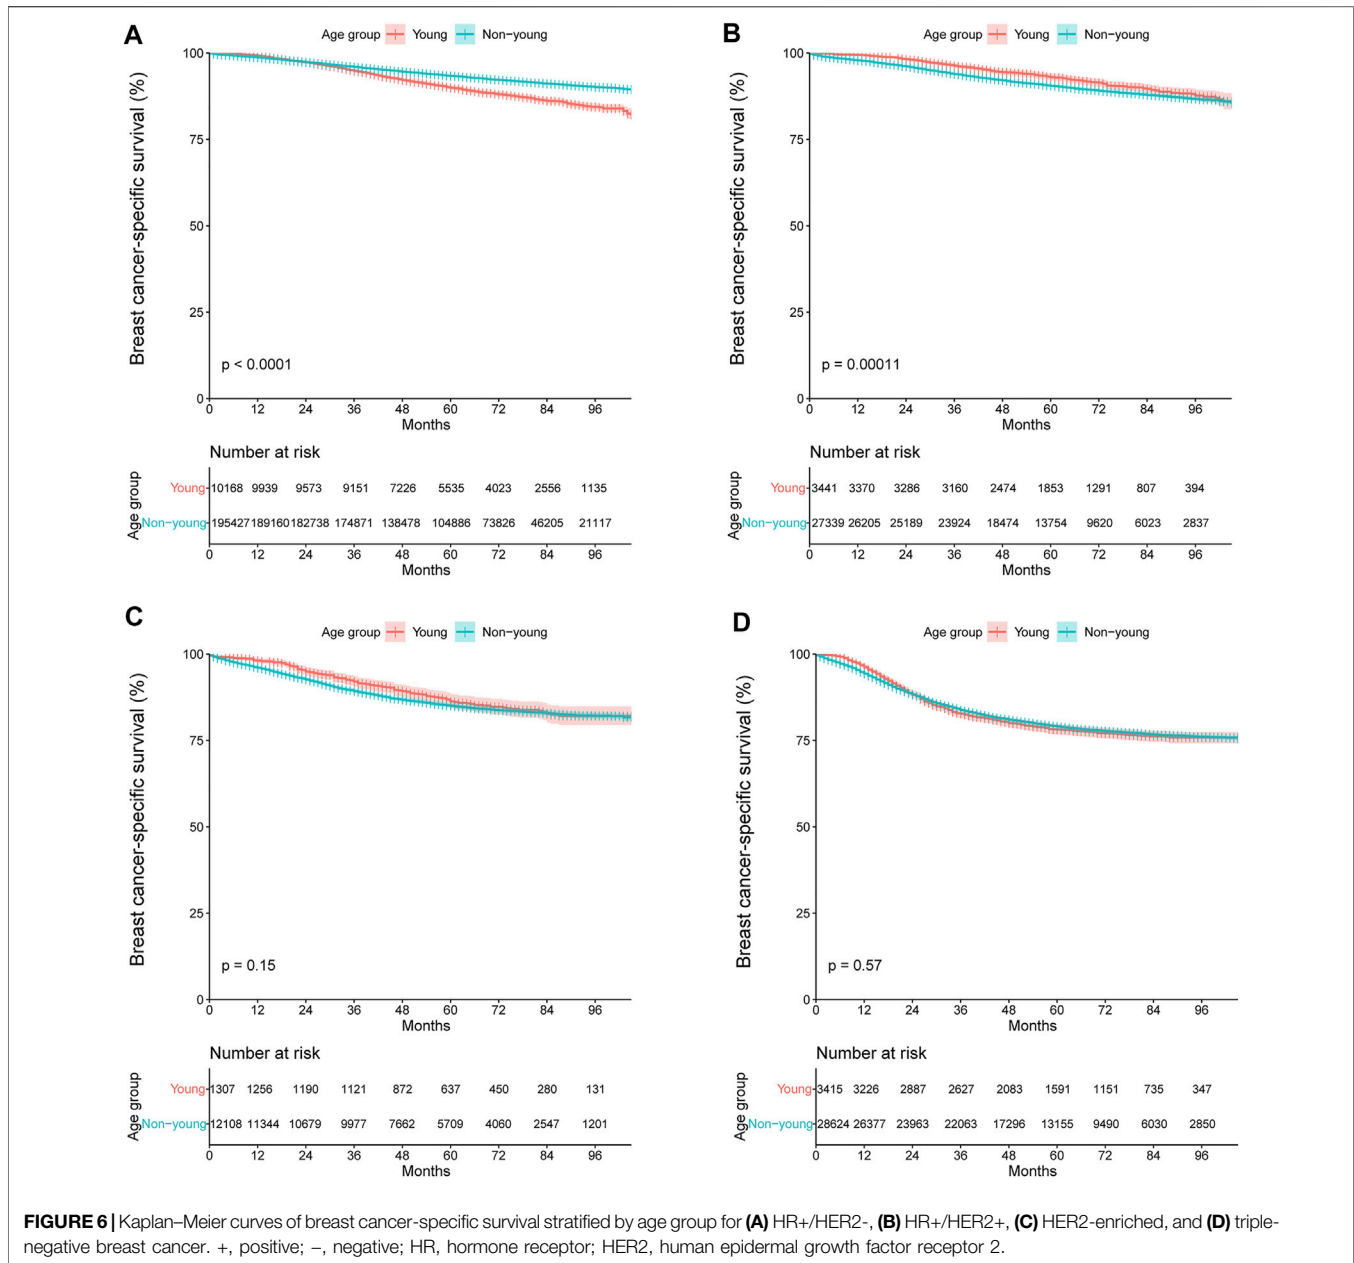 A
Age group Young Non−young
Breast cancer-specific survival (%)
100
75
50
25
0
p < 0.0001
0 12 24 36 48 60 72 84 96
Months
Number at risk
Age group
Young 10168 9939 9573 9151 7226 5535 4023 2556 1135
Non−young 195427 189160 182738 174871 138478 104886 73826 46205 21117
0 12 24 36 48 60 72 84 96
Months
B
Age group Young Non−young
Breast cancer-specific survival (%)
100
75
50
25
0
p = 0.00011
0 12 24 36 48 60 72 84 96
Months
Number at risk
Age group
Young 3441 3370 3286 3160 2474 1853 1291 807 394
Non−young 27339 26205 25189 23924 18474 13754 9620 6023 2837
0 12 24 36 48 60 72 84 96
Months
C
Age group Young Non−young
Breast cancer-specific survival (%)
100
75
50
25
0
p = 0.15
0 12 24 36 48 60 72 84 96
Months
Number at risk
Age group
Young 1307 1256 1190 1121 872 637 450 280 131
Non−young 12108 11344 10679 9977 7662 5709 4060 2547 1201
0 12 24 36 48 60 72 84 96
Months
D
Age group Young Non−young
Breast cancer-specific survival (%)
100
75
50
25
0
p = 0.57
0 12 24 36 48 60 72 84 96
Months
Number at risk
Age group
Young 3415 3226 2887 2627 2083 1591 1151 735 347
Non−young 28624 26377 23963 22063 17296 13155 9490 6030 2850
0 12 24 36 48 60 72 84 96
Months
FIGURE 6 | Kaplan–Meier curves of breast cancer-specific survival stratified by age group for (A) HR+/HER2-, (B) HR+/HER2+, (C) HER2-enriched, and (D) triple-
negative breast cancer. +, positive; −, negative; HR, hormone receptor; HER2, human epidermal growth factor receptor 2.